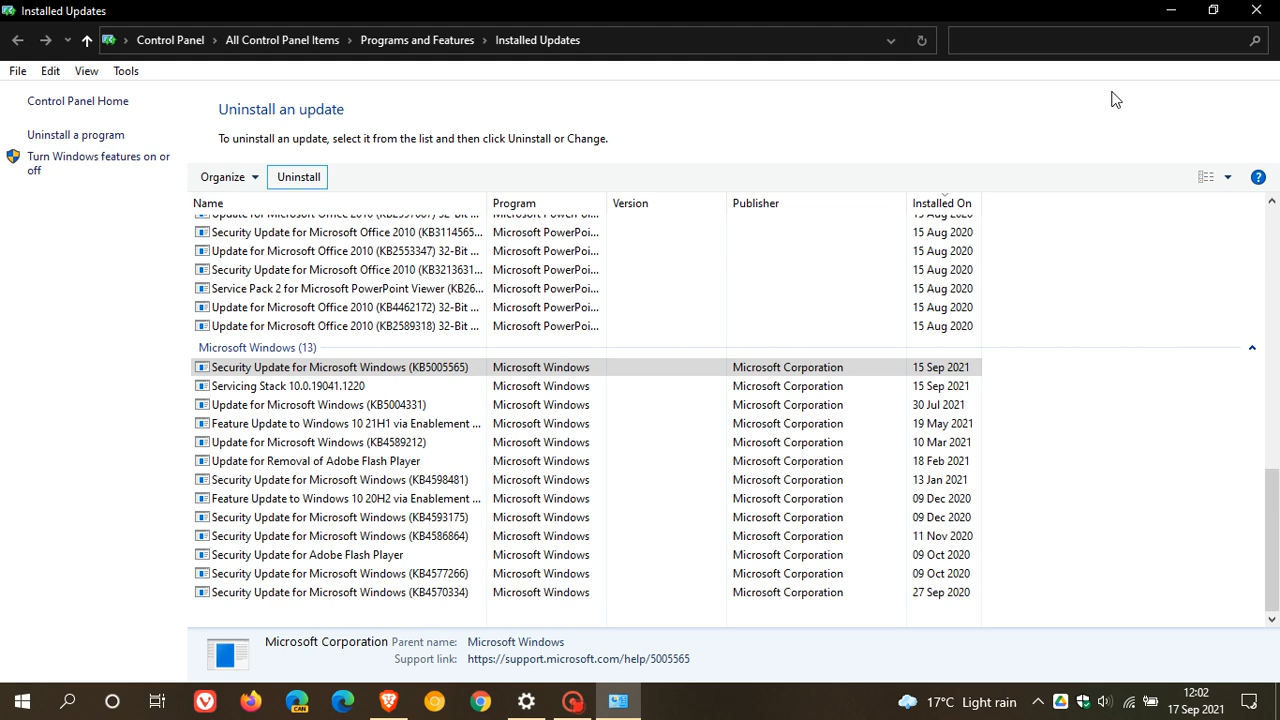 Installed Updates
Control Panel > All Control Panel Items > Programs and Features > Installed Updates
File Edit View Tools
Control Panel Home
Uninstall a program
Turn Windows features on or off
Uninstall an update
To uninstall an update, select it from the list and then click Uninstall or Change.
Organize Uninstall
Name Program Version Publisher Installed On
Update for Microsoft Office 2010 32-Bit ... Microsoft PowerPoi... 15 Aug 2020
Security Update for Microsoft Office 2010 (KB3114565... Microsoft PowerPoi... 15 Aug 2020
Update for Microsoft Office 2010 (KB2553347) 32-Bit ... Microsoft PowerPoi... 15 Aug 2020
Security Update for Microsoft Office 2010 (KB3213631... Microsoft PowerPoi... 15 Aug 2020
Service Pack 2 for Microsoft PowerPoint Viewer (KB26... Microsoft PowerPoi... 15 Aug 2020
Update for Microsoft Office 2010 (KB4462172) 32-Bit ... Microsoft PowerPoi... 15 Aug 2020
Update for Microsoft Office 2010 (KB2589318) 32-Bit ... Microsoft PowerPoi... 15 Aug 2020
Microsoft Windows (13)
Security Update for Microsoft Windows (KB5005565) Microsoft Windows Microsoft Corporation 15 Sep 2021
Servicing Stack 10.0.19041.1220 Microsoft Windows Microsoft Corporation 15 Sep 2021
Update for Microsoft Windows (KB5004331) Microsoft Windows Microsoft Corporation 30 Jul 2021
Feature Update to Windows 10 21H1 via Enablement ... Microsoft Windows Microsoft Corporation 19 May 2021
Update for Microsoft Windows (KB4589212) Microsoft Windows Microsoft Corporation 10 Mar 2021
Update for Removal of Adobe Flash Player Microsoft Windows Microsoft Corporation 18 Feb 2021
Security Update for Microsoft Windows (KB4598481) Microsoft Windows Microsoft Corporation 13 Jan 2021
Feature Update to Windows 10 20H2 via Enablement ... Microsoft Windows Microsoft Corporation 09 Dec 2020
Security Update for Microsoft Windows (KB4593175) Microsoft Windows Microsoft Corporation 09 Dec 2020
Security Update for Microsoft Windows (KB4586864) Microsoft Windows Microsoft Corporation 11 Nov 2020
Security Update for Adobe Flash Player Microsoft Windows Microsoft Corporation 09 Oct 2020
Security Update for Microsoft Windows (KB4577266) Microsoft Windows Microsoft Corporation 09 Oct 2020
Security Update for Microsoft Windows (KB4570334) Microsoft Windows Microsoft Corporation 27 Sep 2020
Microsoft Corporation Parent name: Microsoft Windows
Support link: https://support.microsoft.com/help/5005565
CAN
17°C Light rain
12:02
17 Sep 2021